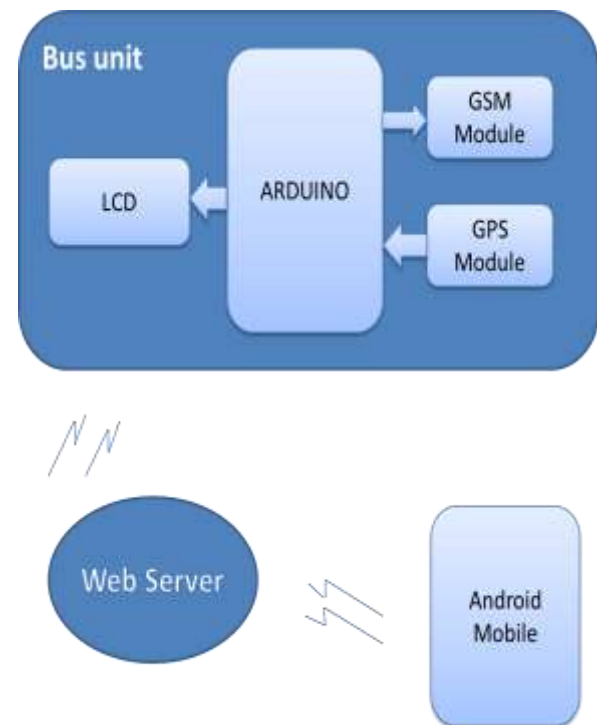 Bus unit
GSM
Module
ARDUINO
LCD
GPS
Module
Web Server
Android
Mobile